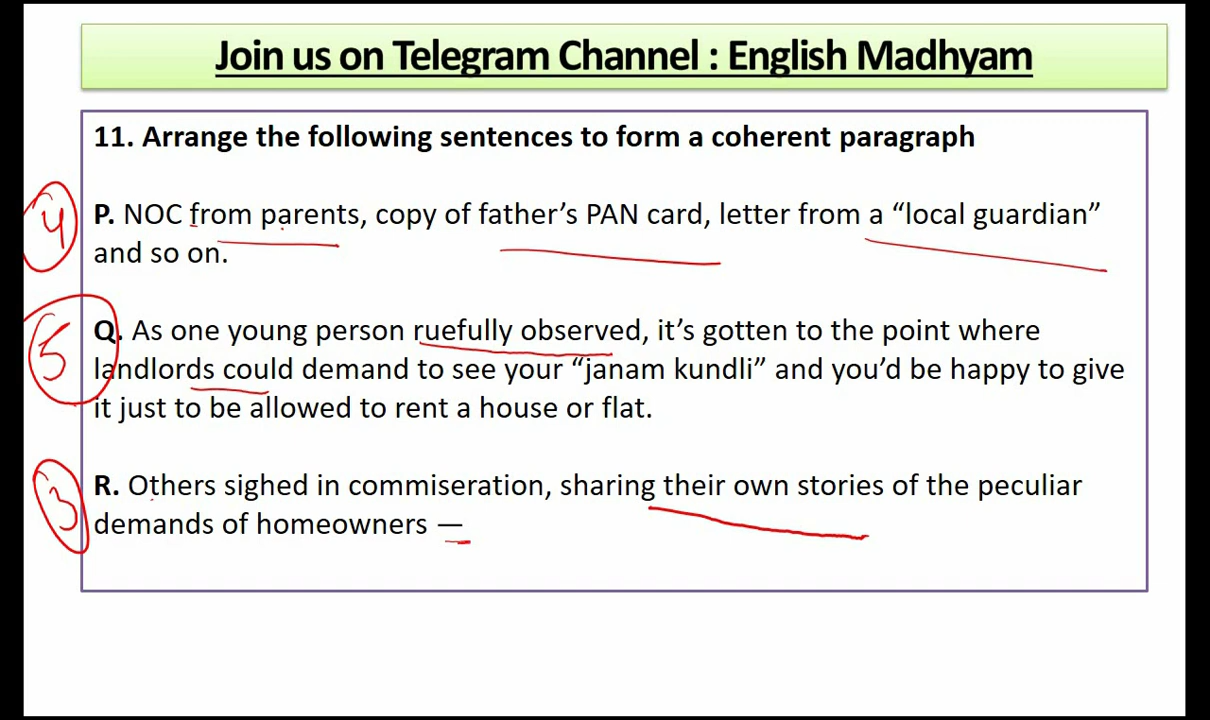 Join us on Telegram Channel : English Madhyam
11. Arrange the following sentences to form a coherent paragraph
4
P. NOC from parents, copy of father’s PAN card, letter from a “local guardian”
and so on.
5
Q. As one young person ruefully observed, it’s gotten to the point where
landlords could demand to see your “janam kundli” and you’d be happy to give
it just to be allowed to rent a house or flat.
3
R. Others sighed in commiseration, sharing their own stories of the peculiar
demands of homeowners —